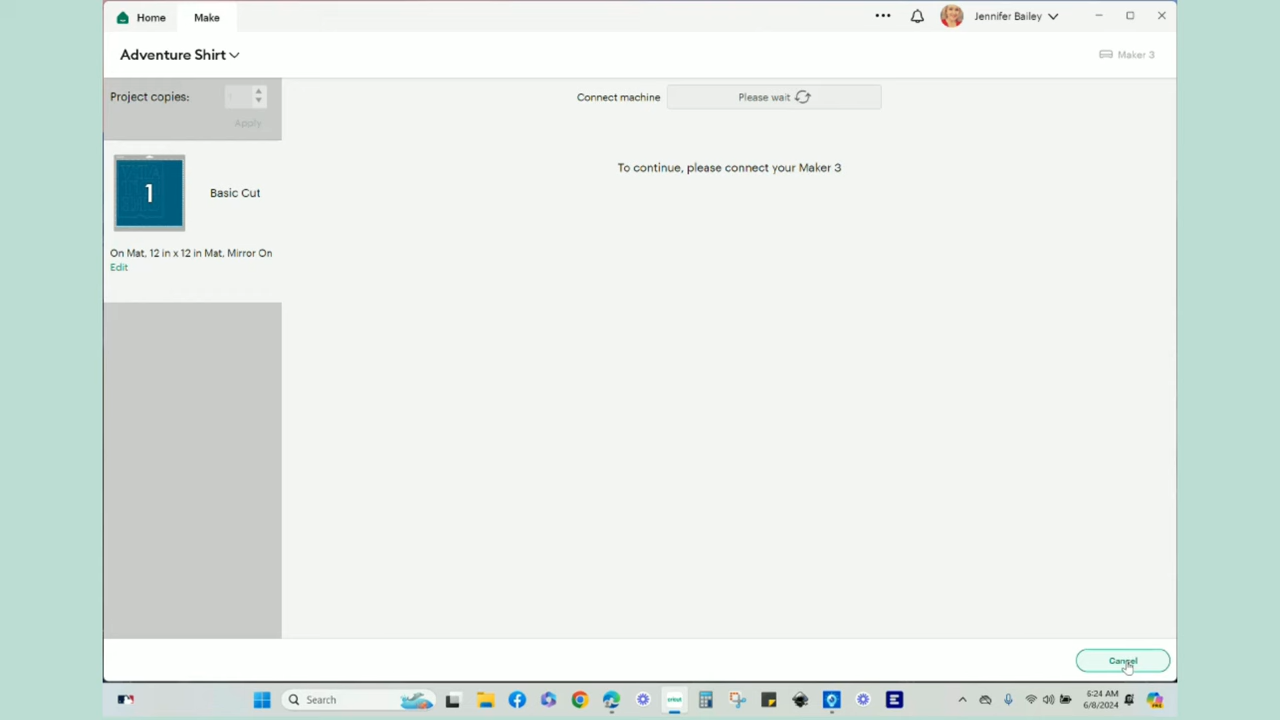 Home
Make
Jennifer Bailey
Adventure Shirt
Maker 3
Project copies:
1
Apply
Connect machine
Please wait
To continue, please connect your Maker 3
1
Basic Cut
On Mat, 12 in x 12 in Mat, Mirror On
Edit
Cancel
Search
cricut
6:24 AM
6/8/2024